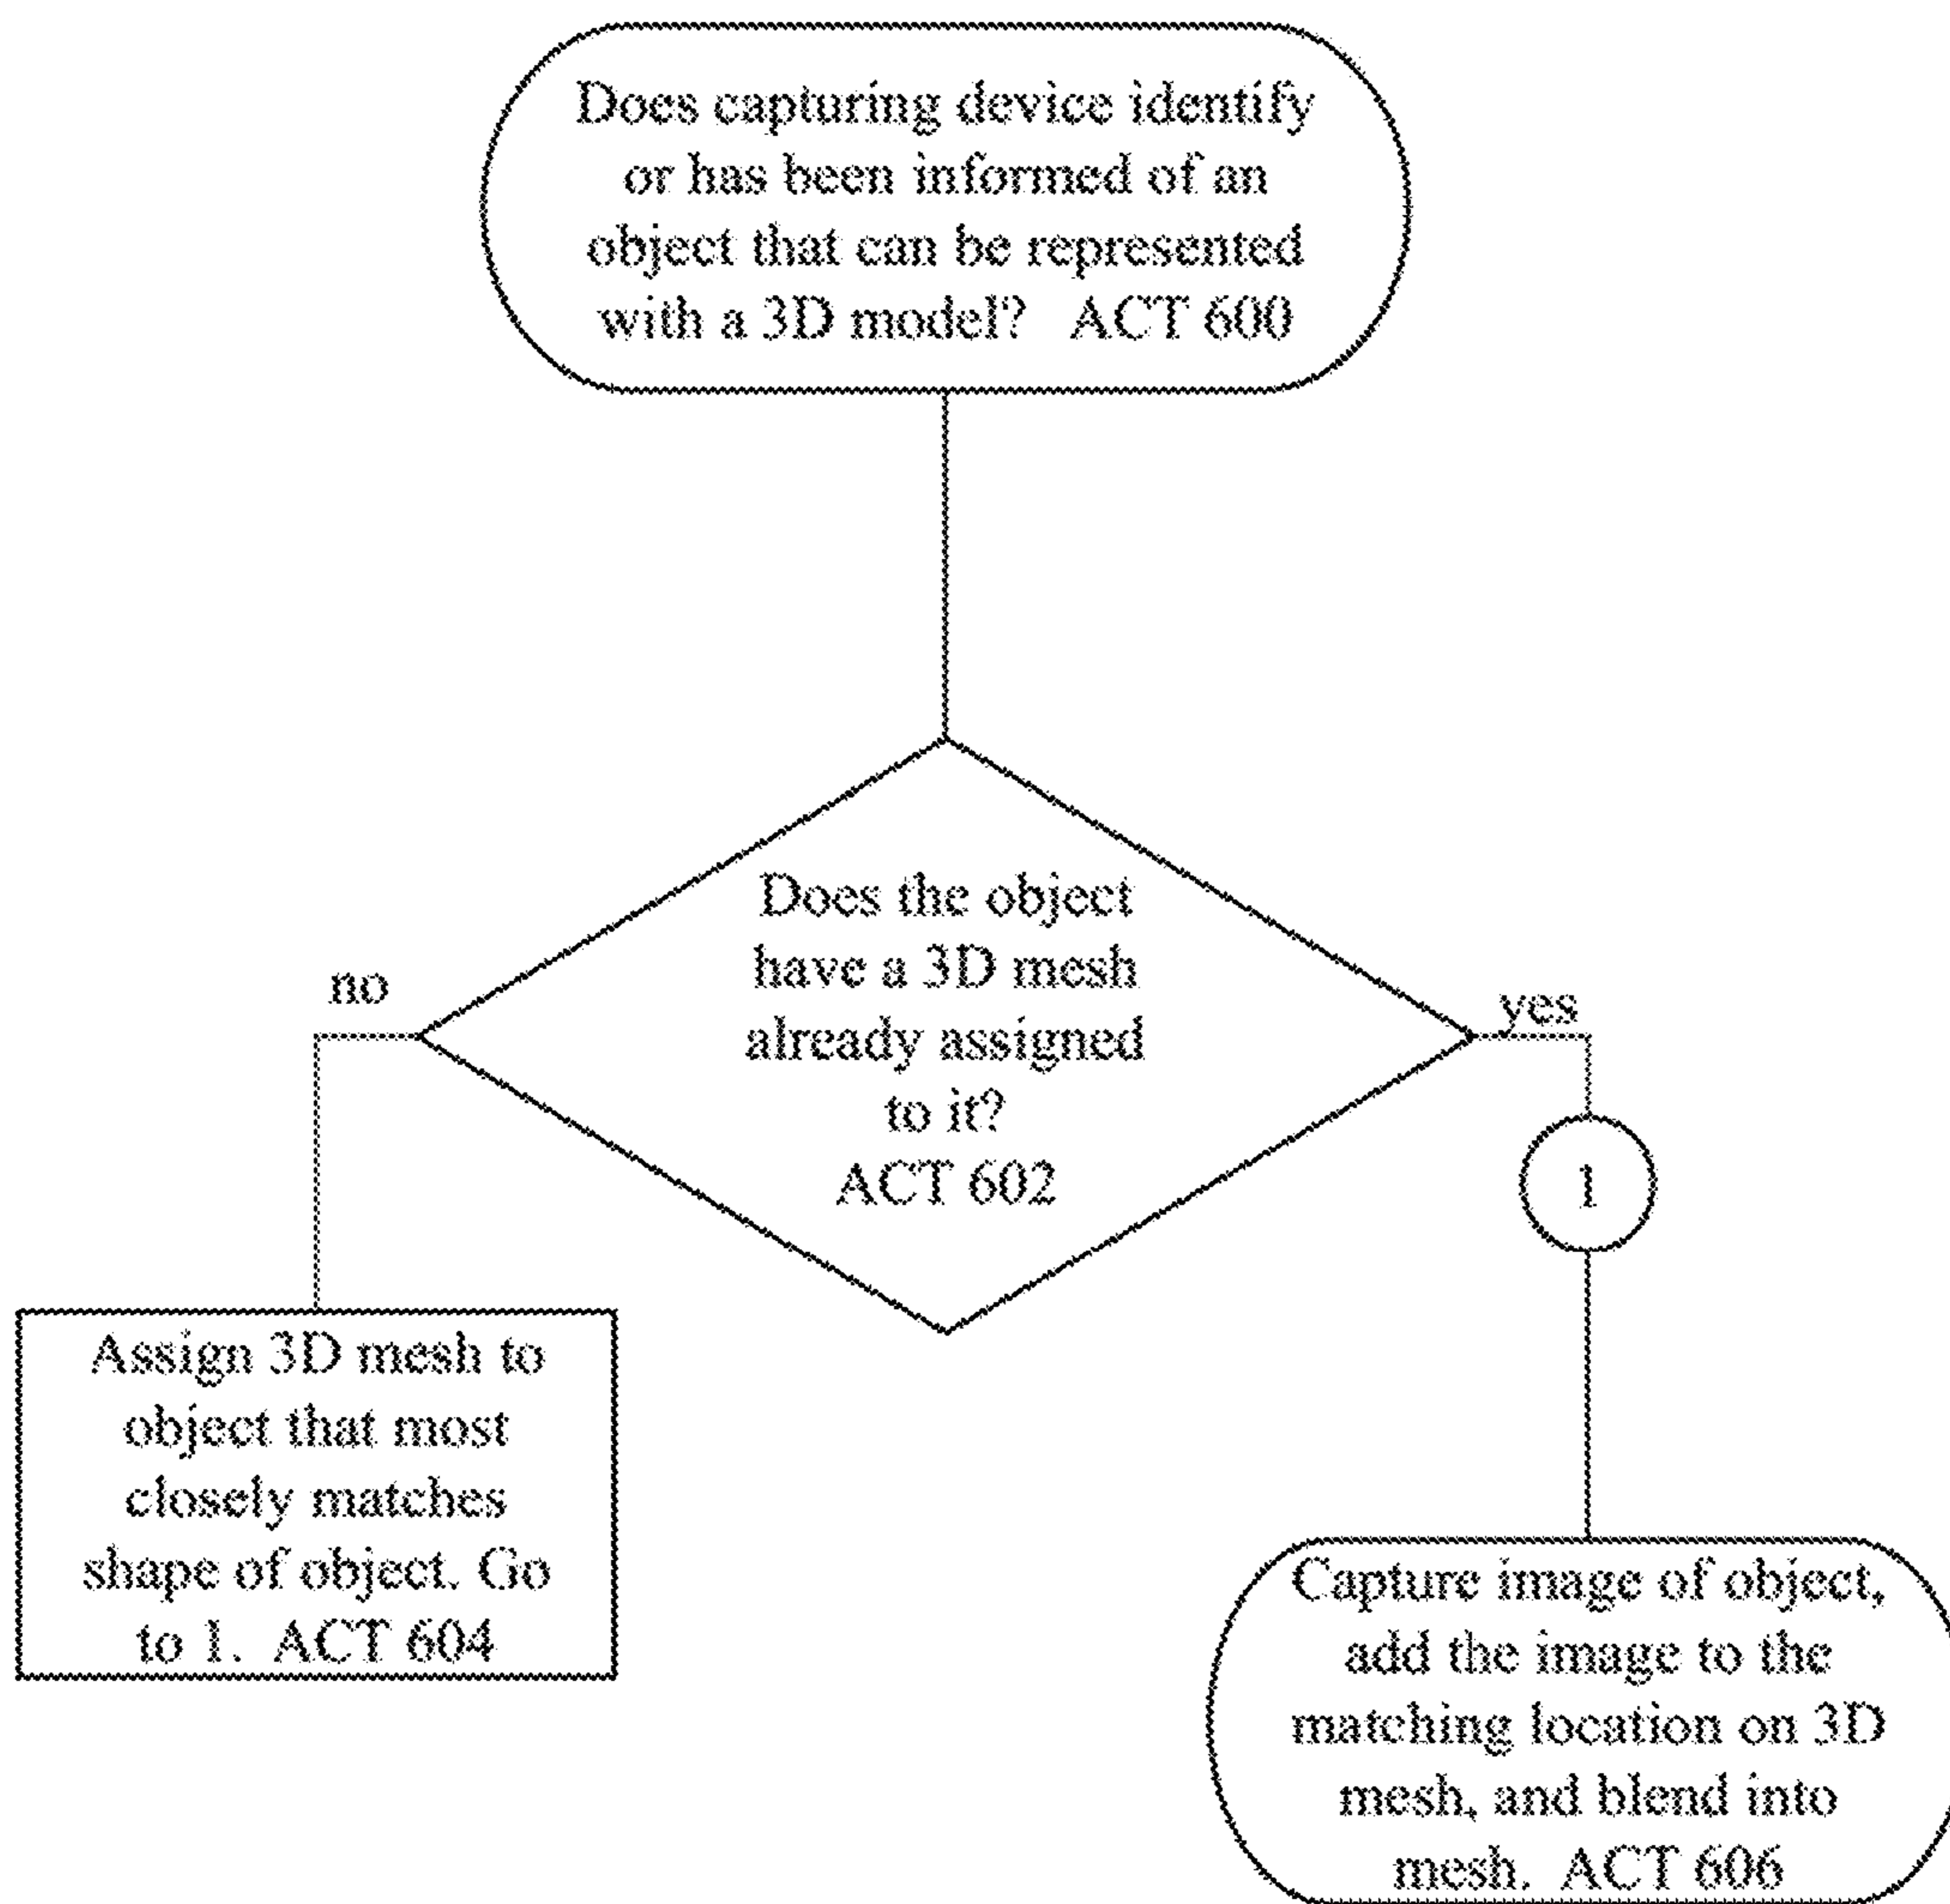 Does capturing device identify
or has been informed of an
object that can be represented
with a 3D model? ACT 600
Does the object
have a 3D mesh
already assigned
to it?
ACT 602
no
yes
1
Assign 3D mesh to
object that most
closely matches
shape of object. Go
to 1. ACT 604
Capture image of object,
add the image to the
matching location on 3D
mesh, and blend into
mesh. ACT 606